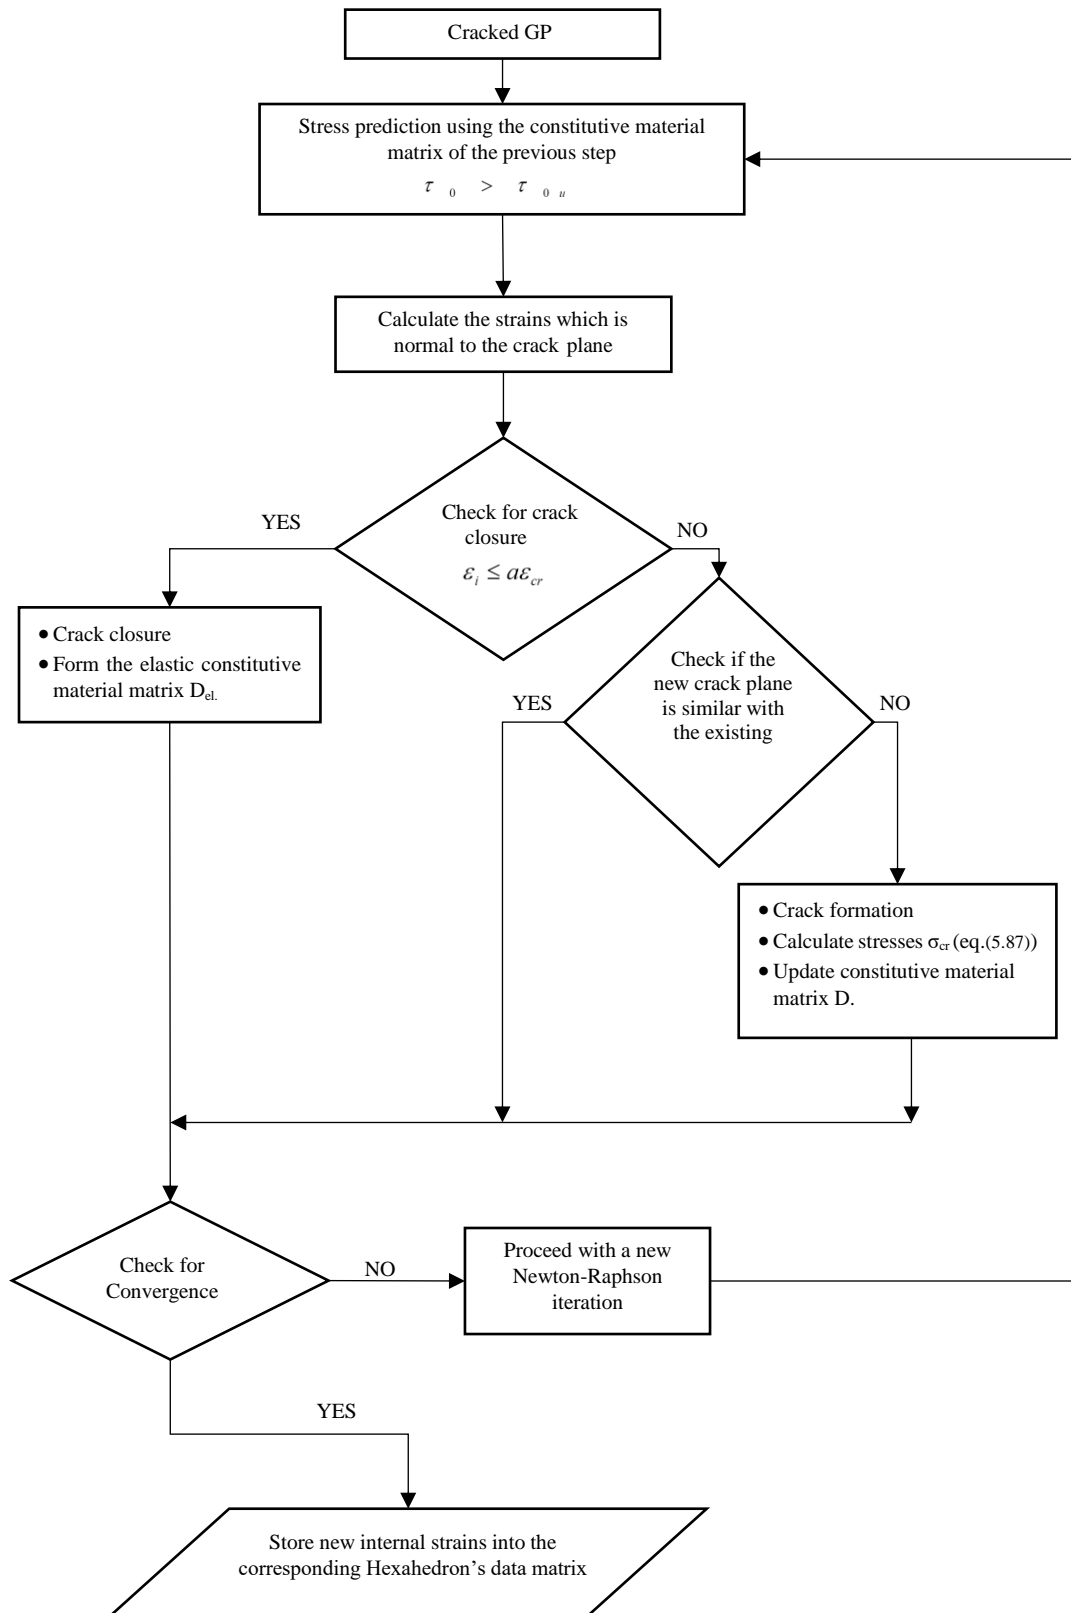 Cracked GP
Stress prediction using the constitutive material
matrix of the previous step
τ 0 > τ 0 u
Calculate the strains which is
normal to the crack plane
Check for crack
closure
εi ≤ aεcr
YES
NO
• Crack closure
• Form the elastic constitutive
material matrix Del.
Check if the
new crack plane
is similar with
the existing
YES
NO
• Crack formation
• Calculate stresses σcr (eq.(5.87))
• Update constitutive material
matrix D.
Check for
Convergence
NO
Proceed with a new
Newton-Raphson
iteration
YES
Store new internal strains into the
corresponding Hexahedron’s data matrix